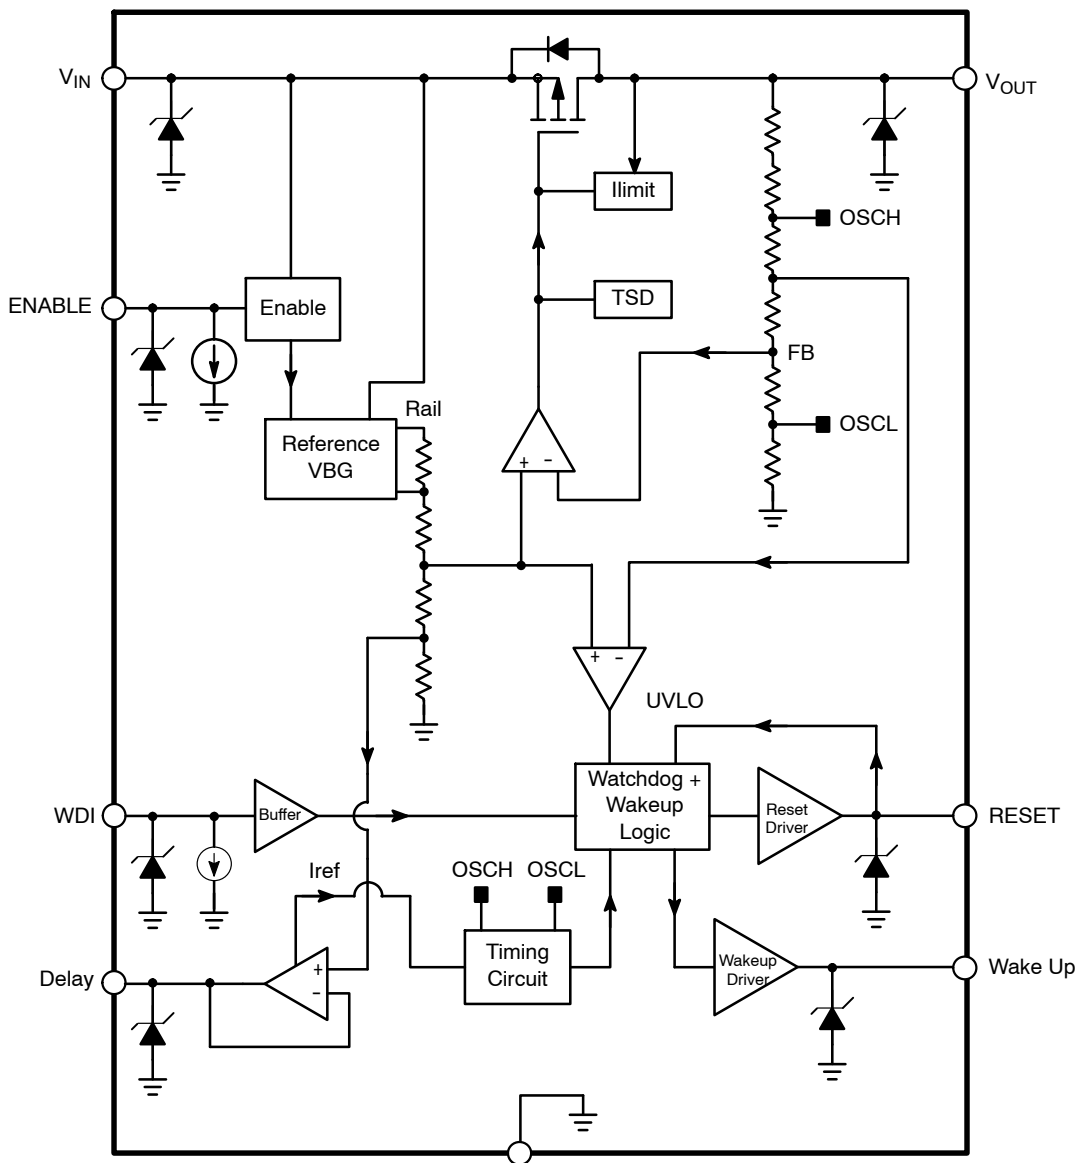 VIN
VOUT
Ilimit
OSCH
ENABLE
Enable
TSD
FB
Rail
Reference
VBG
+ -
OSCL
+ -
UVLO
WDI
Buffer
Watchdog +
Wakeup
Logic
Reset
Driver
RESET
Iref
OSCH
OSCL
Delay
+
-
Timing
Circuit
Wakeup
Driver
Wake Up